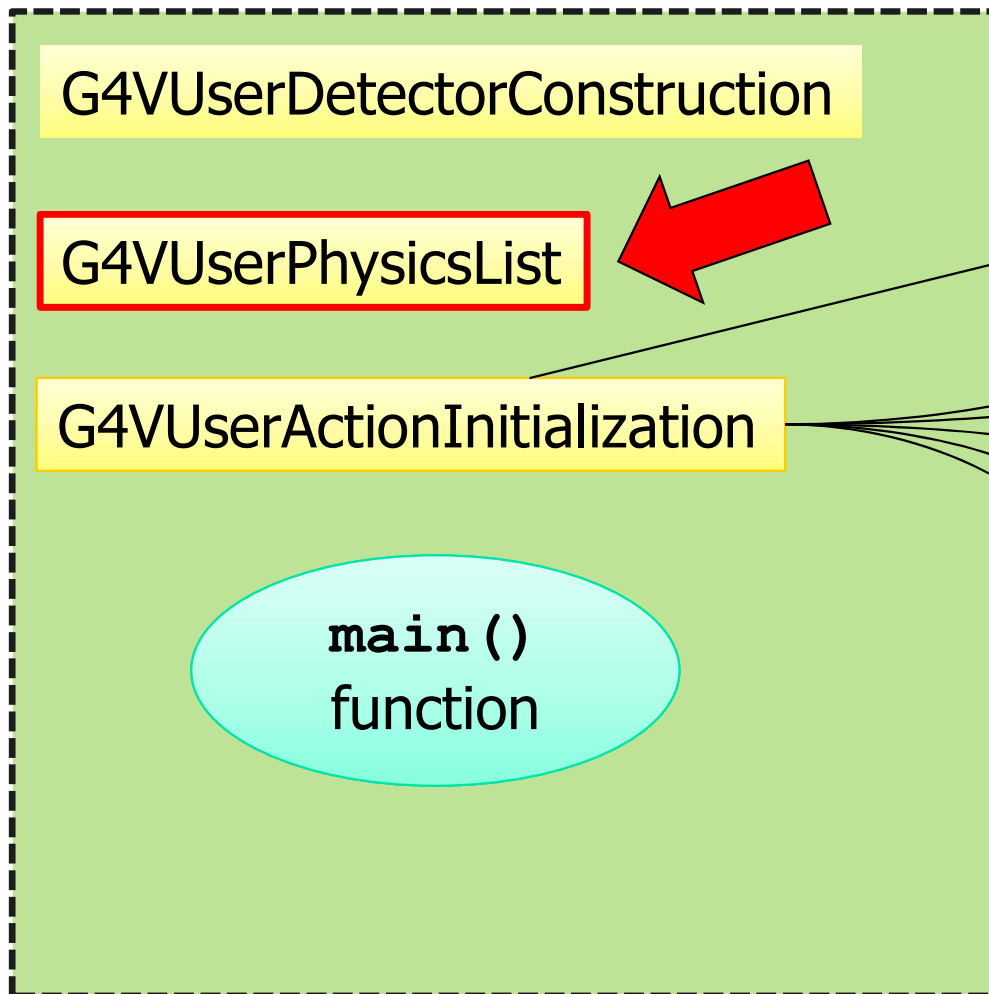 G4VUserDetectorConstruction
G4VUserPhysicsList
G4VUserActionInitialization
main()
function